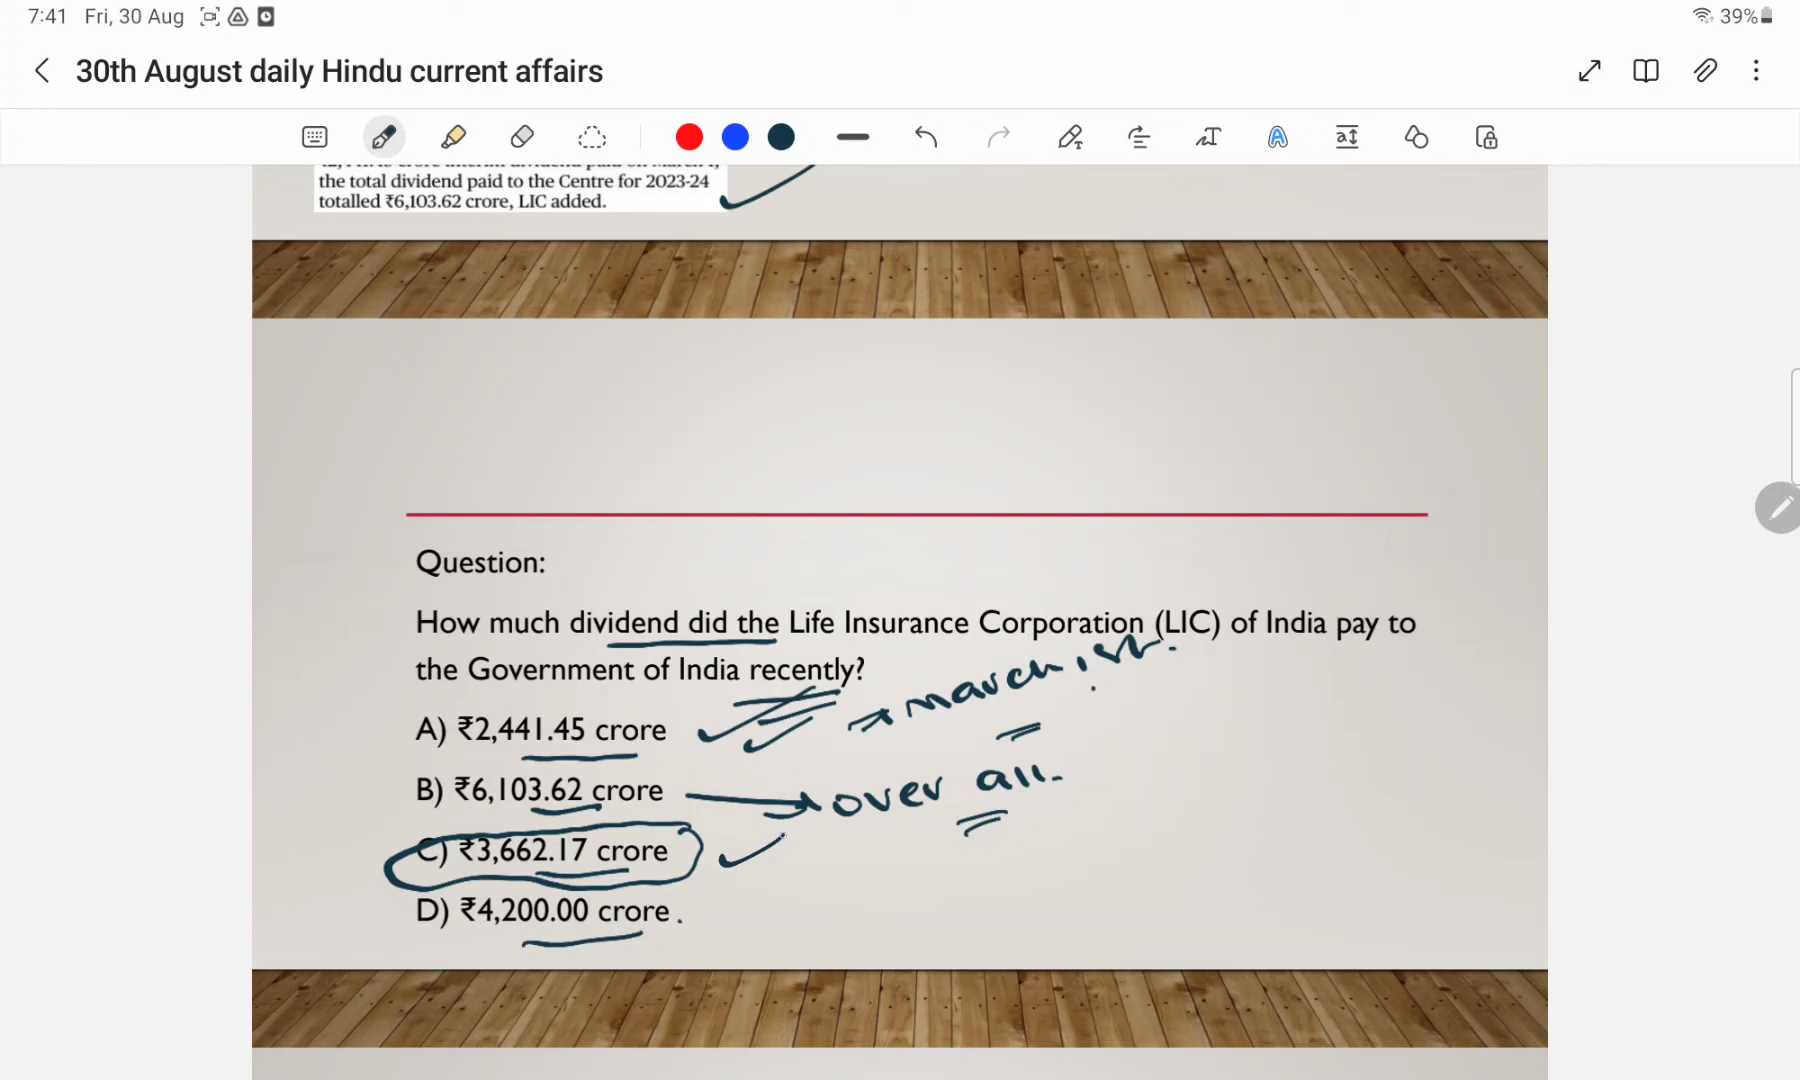 7:41 Fri, 30 Aug
39%
30th August daily Hindu current affairs
the total dividend paid to the Centre for 2023-24
totalled ₹6,103.62 crore, LIC added.
Question:
How much dividend did the Life Insurance Corporation (LIC) of India pay to
the Government of India recently?
→ march 1st.
A) ₹2,441.45 crore
B) ₹6,103.62 crore → over all.
C) ₹3,662.17 crore
D) ₹4,200.00 crore